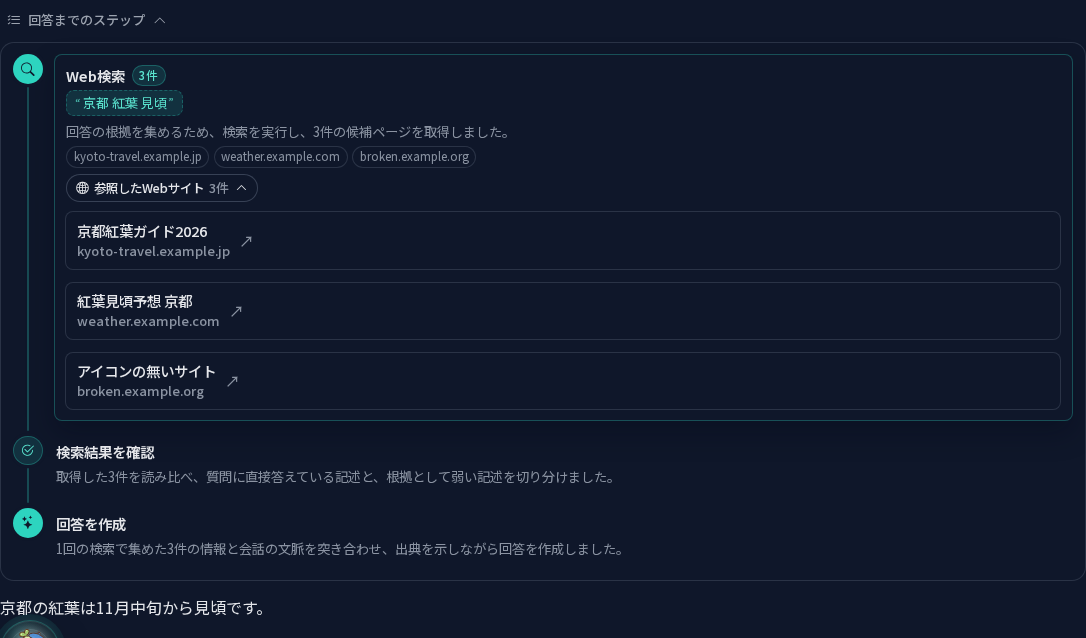 回答までのステップ
Web検索 3件
“京都 紅葉 見頃”
回答の根拠を集めるため、検索を実行し、3件の候補ページを取得しました。
kyoto-travel.example.jp weather.example.com broken.example.org
参照したWebサイト 3件
京都紅葉ガイド2026
kyoto-travel.example.jp
紅葉見頃予想 京都
weather.example.com
アイコンの無いサイト
broken.example.org
検索結果を確認
取得した3件を読み比べ、質問に直接答えている記述と、根拠として弱い記述を切り分けました。
回答を作成
1回の検索で集めた3件の情報と会話の文脈を突き合わせ、出典を示しながら回答を作成しました。
京都の紅葉は11月中旬から見頃です。